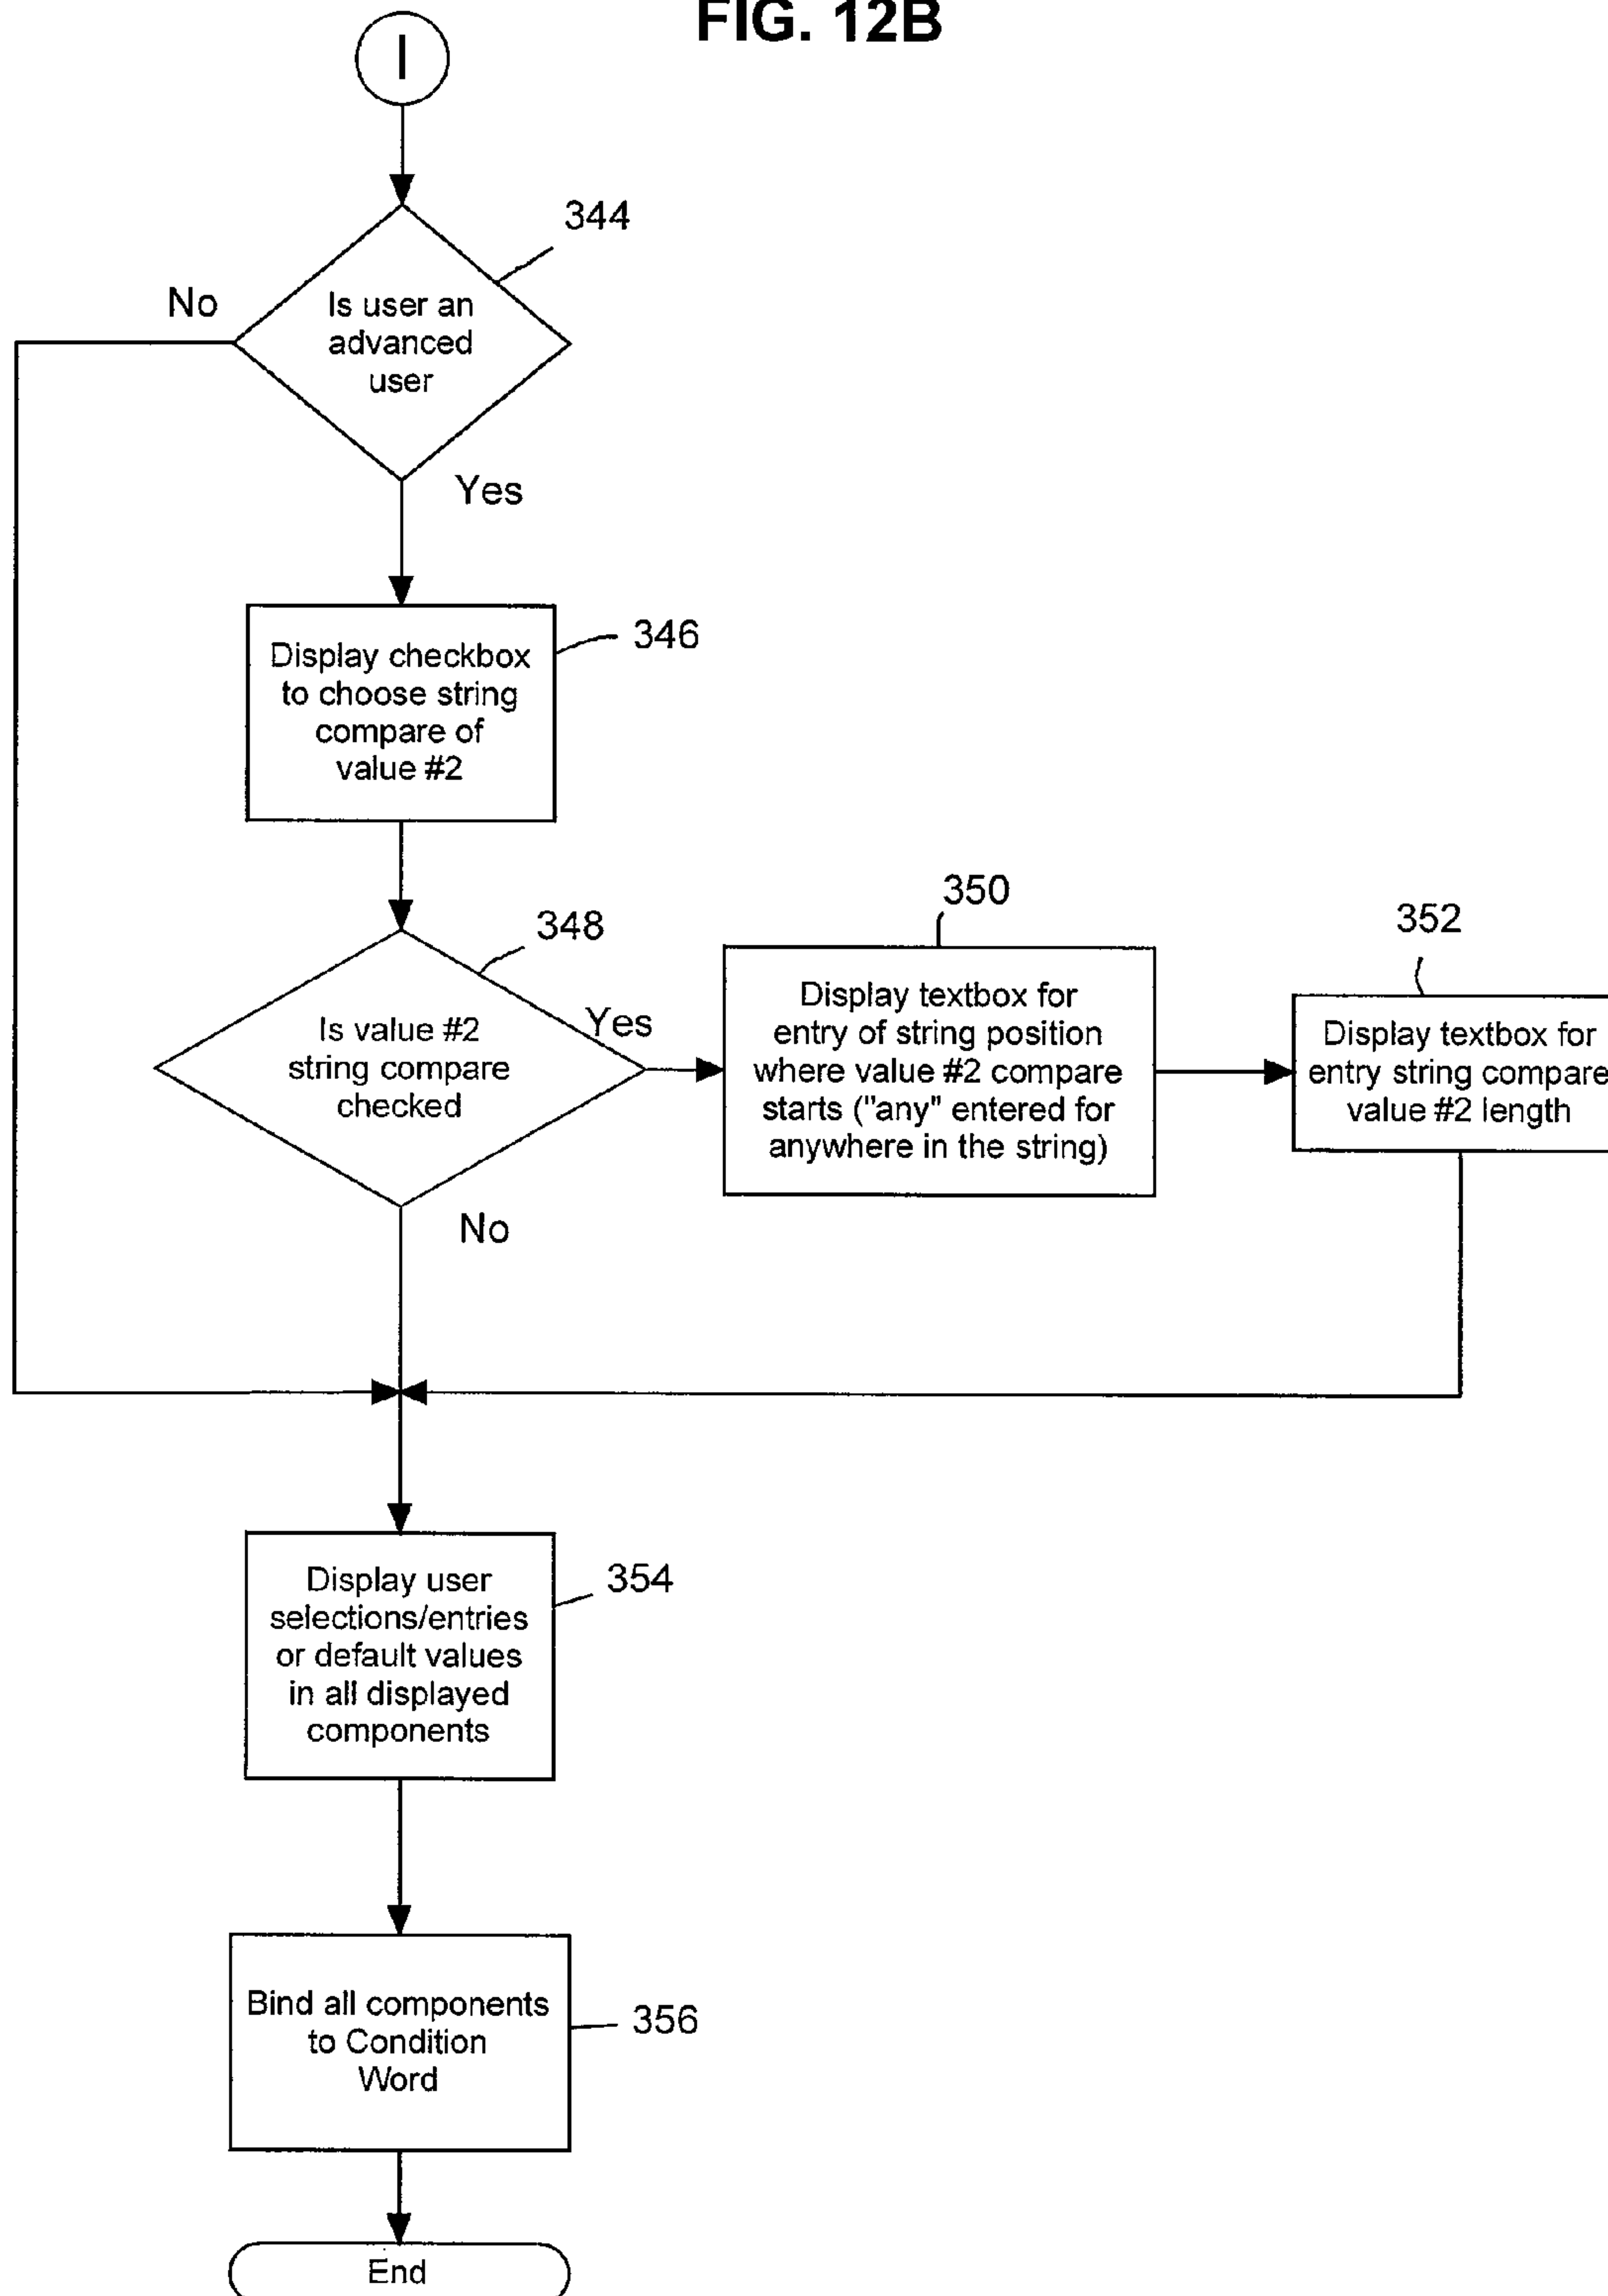 FIG. 12B
I
344
No
Is user an
advanced
user
Yes
346
Display checkbox
to choose string
compare of
value #2
348
Is value #2
string compare
checked
Yes
No
350
Display textbox for
entry of string position
where value #2 compare
starts ("any" entered for
anywhere in the string)
352
Display textbox for
entry string compare
value #2 length
354
Display user
selections/entries
or default values
in all displayed
components
356
Bind all components
to Condition
Word
End